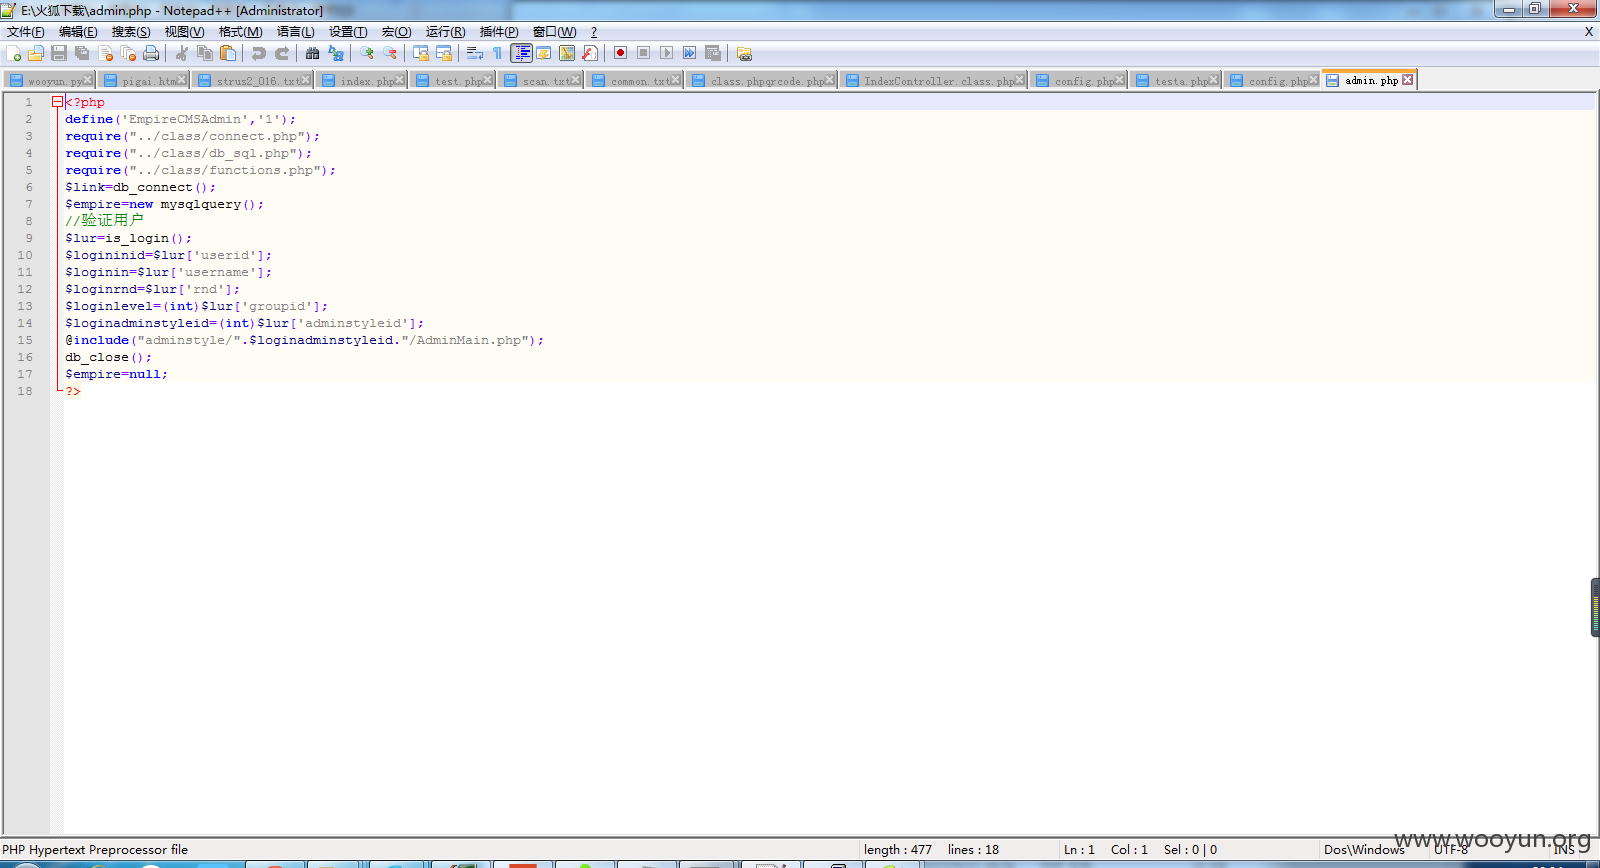 E:\火狐下载\admin.php - Notepad++ [Administrator]
文件(F) 编辑(E) 搜索(S) 视图(V) 格式(M) 语言(L) 设置(T) 宏(O) 运行(R) 插件(P) 窗口(W) ? X
wooyun.py pigai.htm strus2_016.txt index.php test.php scan.txt common.txt class.phpqrcode.php IndexController.class.php config.php testa.php config.php admin.php
1 <?php
2 define('EmpireCMSAdmin','1');
3 require("../class/connect.php");
4 require("../class/db_sql.php");
5 require("../class/functions.php");
6 $link=db_connect();
7 $empire=new mysqlquery();
8 //验证用户
9 $lur=is_login();
10 $logininid=$lur['userid'];
11 $loginin=$lur['username'];
12 $loginrnd=$lur['rnd'];
13 $loginlevel=(int)$lur['groupid'];
14 $loginadminstyleid=(int)$lur['adminstyleid'];
15 @include("adminstyle/".$loginadminstyleid."/AdminMain.php");
16 db_close();
17 $empire=null;
18 ?>
www.wooyun.org
PHP Hypertext Preprocessor file length : 477 lines : 18 Ln : 1 Col : 1 Sel : 0 | 0 Dos\Windows UTF-8 INS